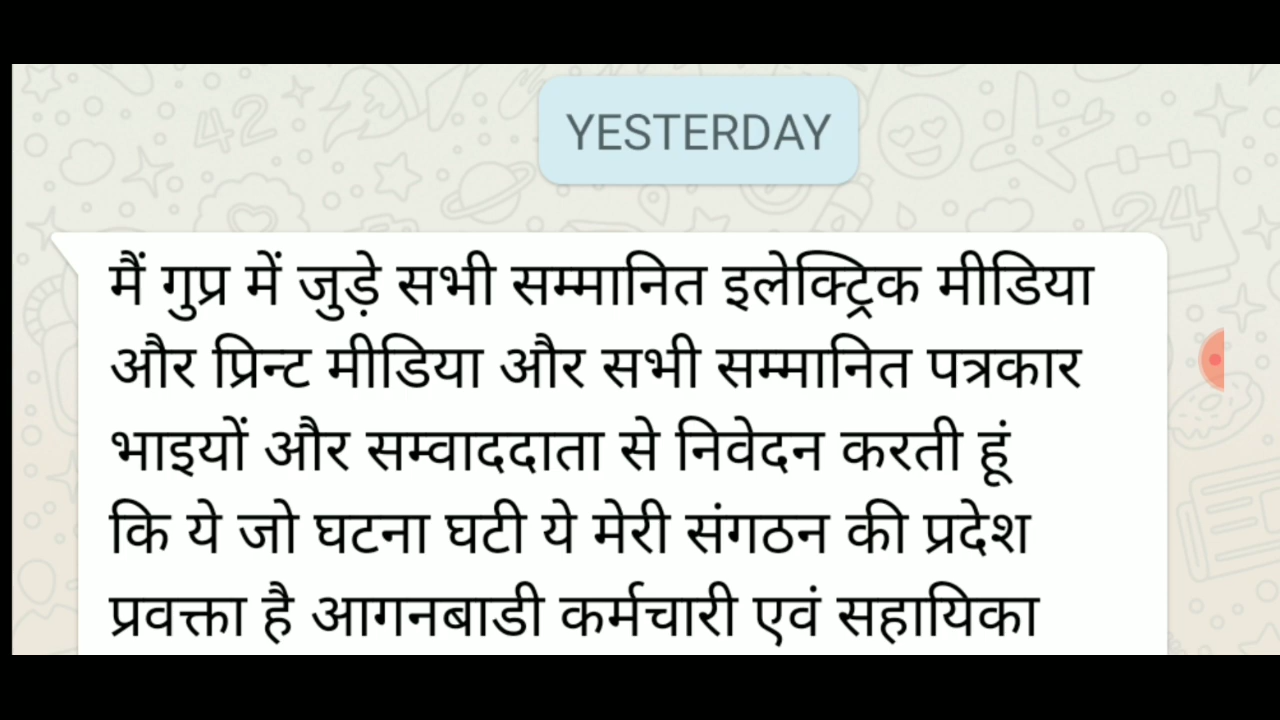 YESTERDAY
मैं गुप्र में जुड़े सभी सम्मानित इलेक्ट्रिक मीडिया
और प्रिन्ट मीडिया और सभी सम्मानित पत्रकार
भाइयों और सम्वाददाता से निवेदन करती हूं
कि ये जो घटना घटी ये मेरी संगठन की प्रदेश
प्रवक्ता है आगनबाडी कर्मचारी एवं सहायिका